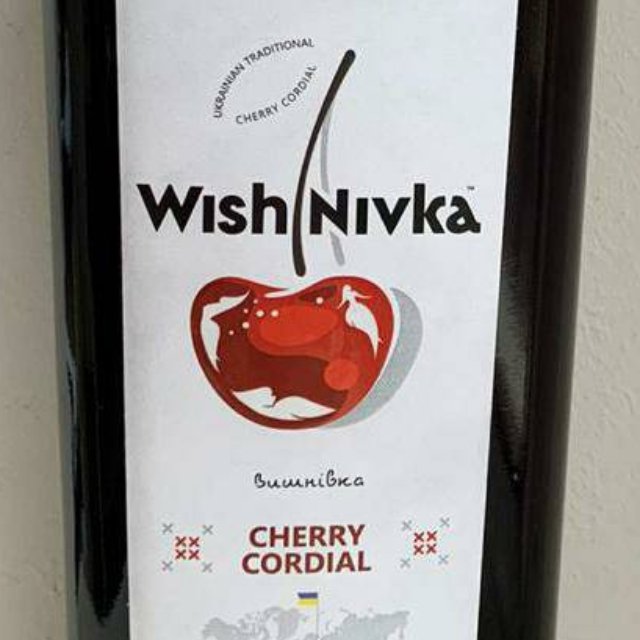 UKRAINIAN TRADITIONAL
CHERRY CORDIAL
WishNivka™
вишнівка
CHERRY
CORDIAL